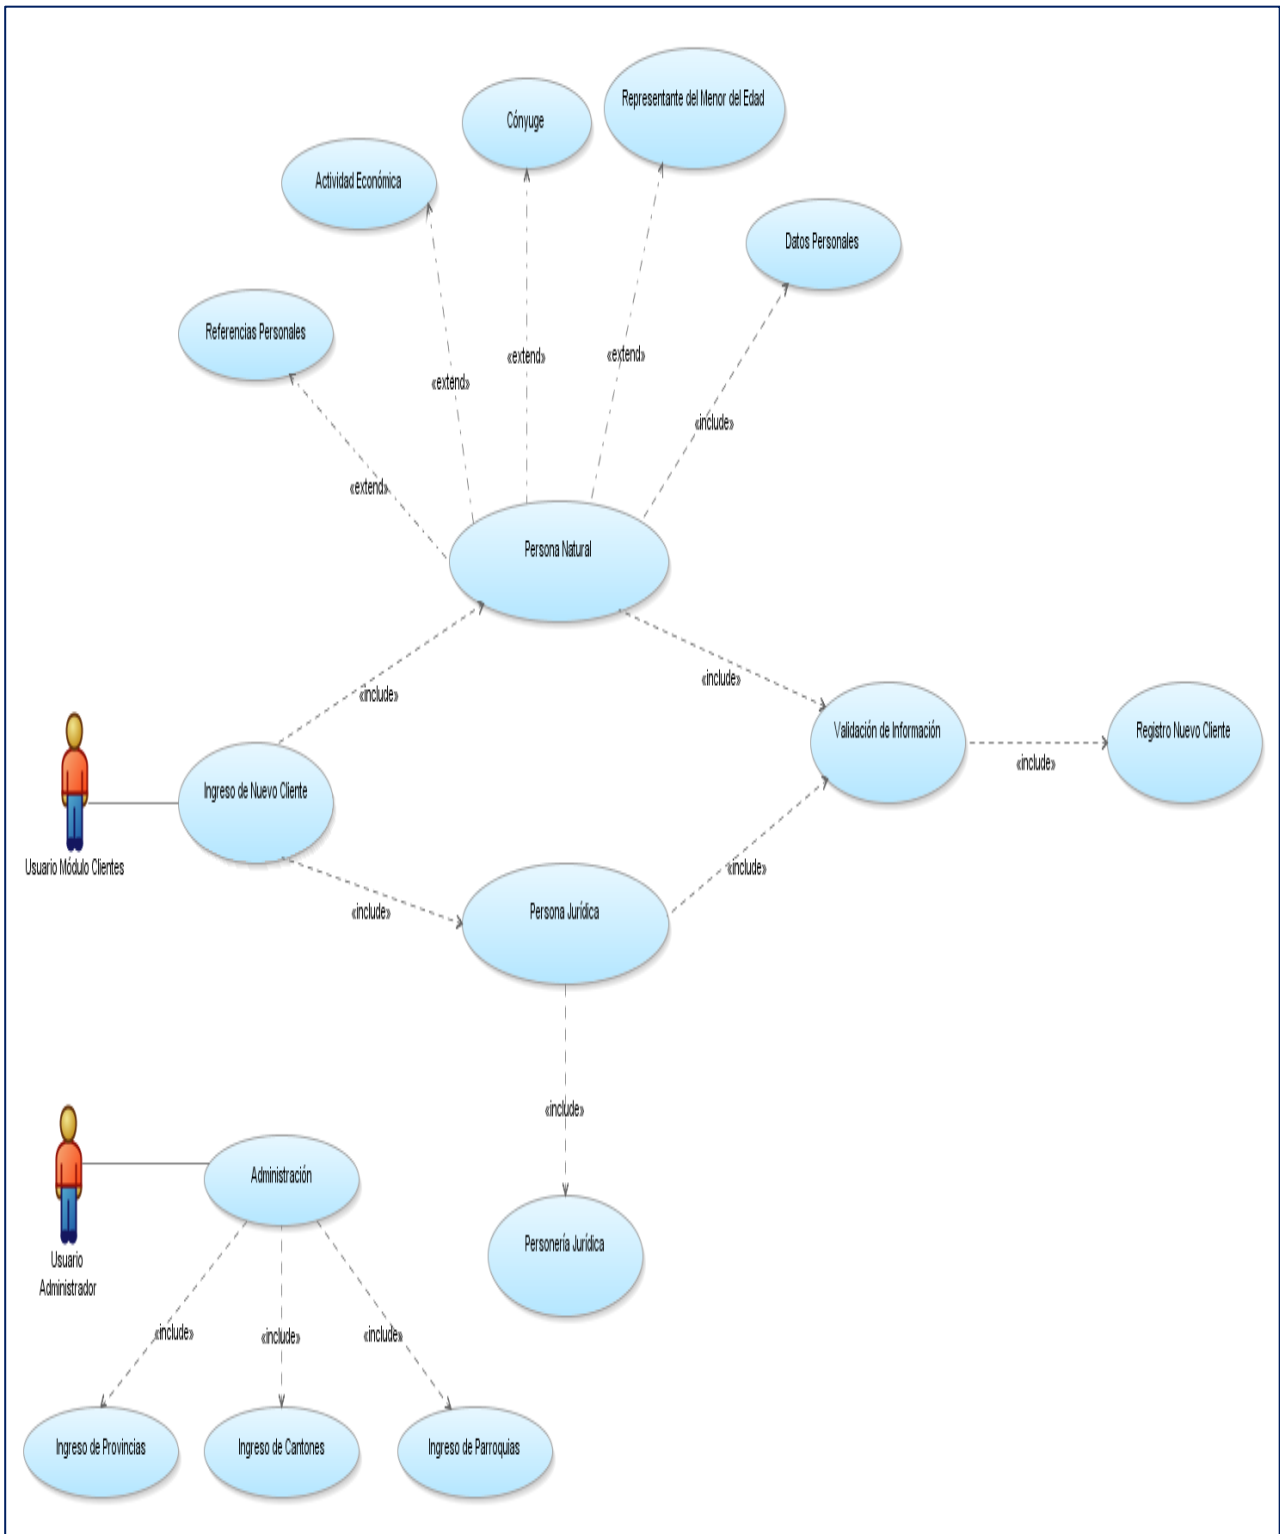 Representante del Menor del Edad
Cónyuge
Actividad Económica
Datos Personales
Referencias Personales
«extend»
«extend»
«extend»
«include»
«extend»
Persona Natural
«include»
«include»
Validación de Información
Registro Nuevo Cliente
«include»
Ingreso de Nuevo Cliente
Usuario Módulo Clientes
«include»
«include»
Persona Jurídica
«include»
Administración
Personería Jurídica
Usuario
Administrador
«include»
«include»
«include»
Ingreso de Provincias
Ingreso de Cantones
Ingreso de Parroquias